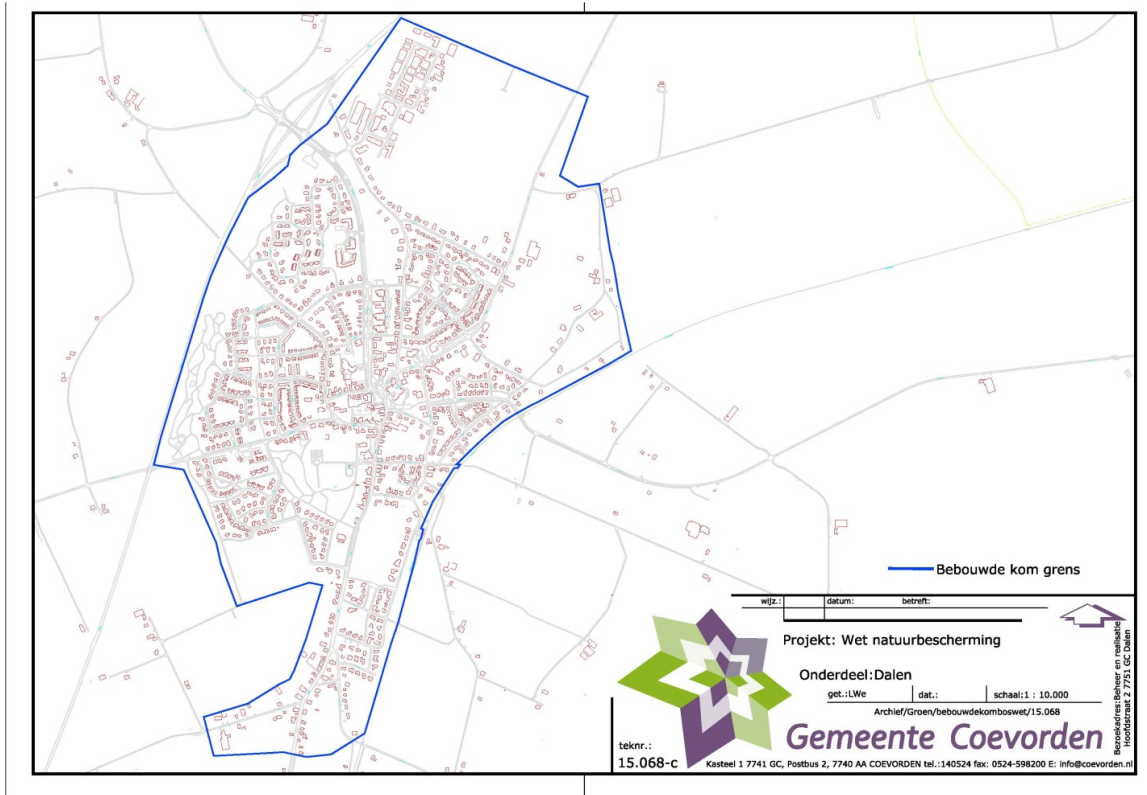 Bebouwde kom grens
wijz.: datum: betreft:
Projekt: Wet natuurbescherming
Onderdeel:Dalen
get.:LWe dat.: schaal:1 : 10.000
Archief/Groen/bebouwdekomboswet/15.068
Gemeente Coevorden
teknr.:
15.068-c
Kasteel 1 7741 GC, Postbus 2, 7740 AA COEVORDEN tel.:140524 fax: 0524-598200 E: info@coevorden.nl
Bezoekadres:Beheer en realisatie
Hoofdstraat 2 7751 GC Dalen